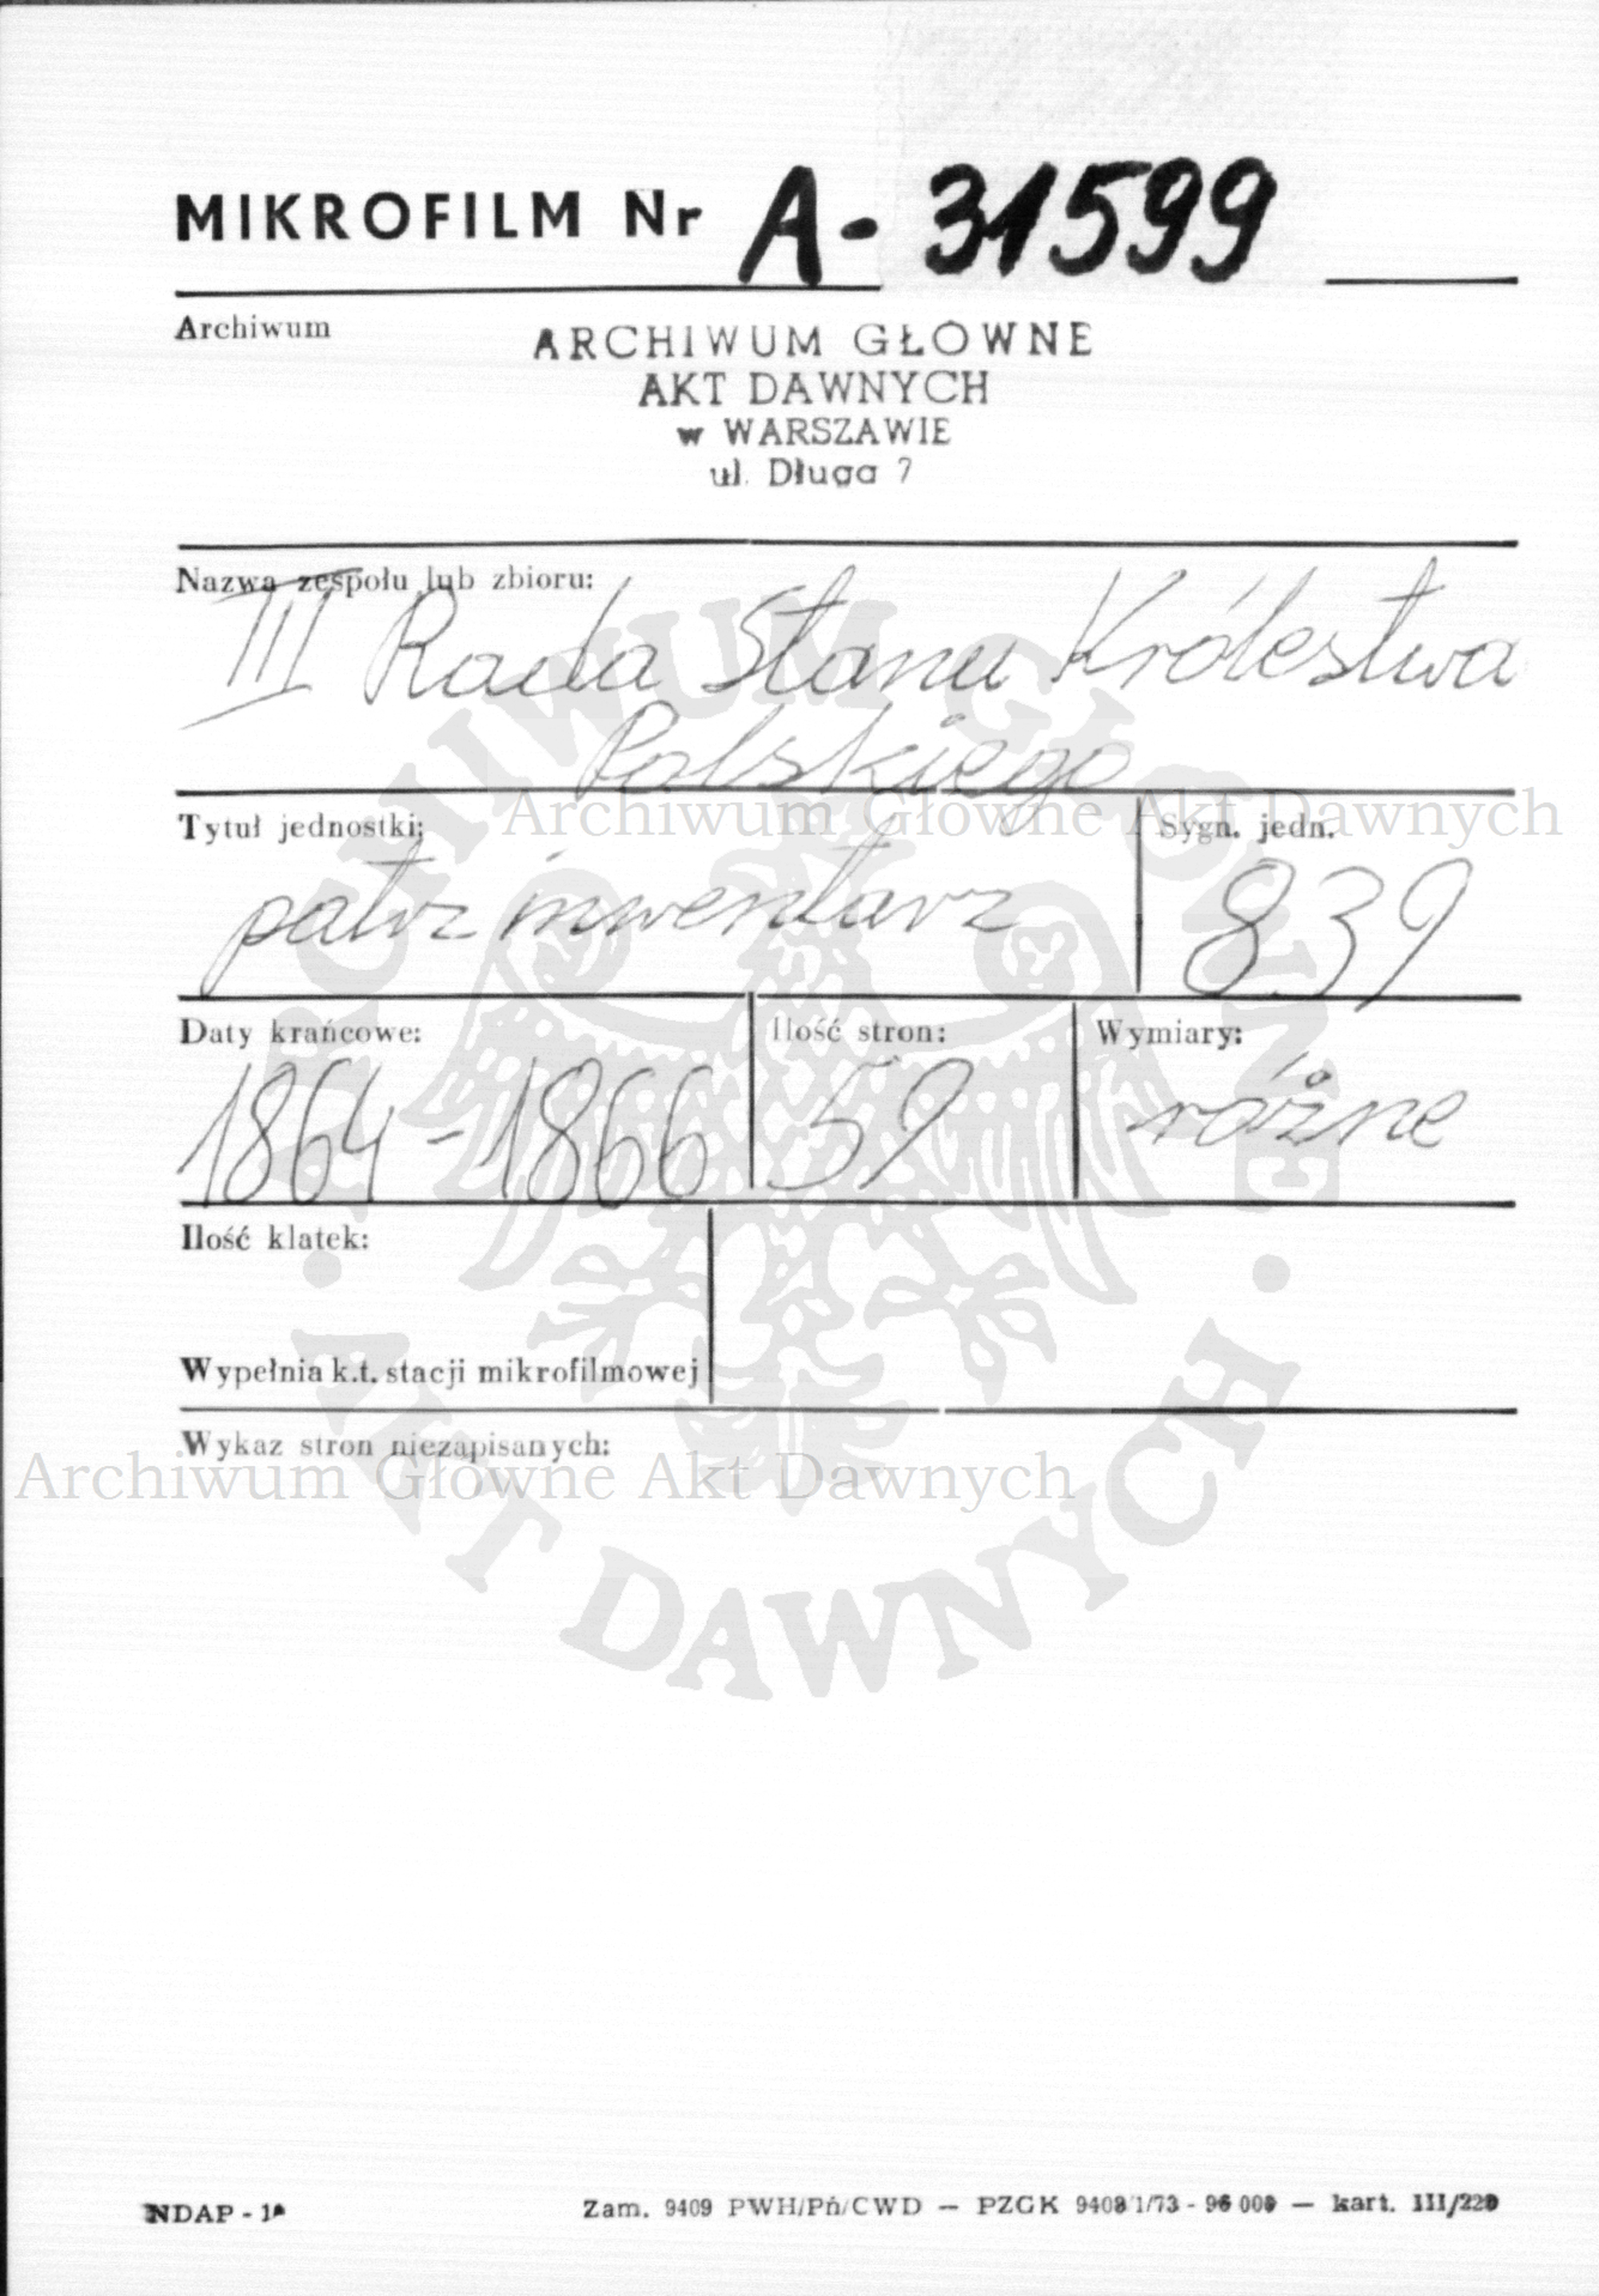 MIKROFILM Nr A-31599
Archiwum
ARCHIWUM GŁÓWNE
AKT DAWNYCH
w WARSZAWIE
ul. Długa 7
Nazwa zespołu lub zbioru:
III Rada Stanu Królestwa
Polskiego
Archiwum Główne Akt Dawnych
Tytuł jednostki:
Sygn. jedn.
patrz inwentarz
839
Daty krańcowe:
Ilość stron:
Wymiary:
1864-1866
59
różne
Ilość klatek:
Wypełnia k.t. stacji mikrofilmowej
Wykaz stron niezapisanych:
Archiwum Główne Akt Dawnych
ARCHIWUM GŁÓWNE
· AKT DAWNYCH ·
NDAP - 1a
Zam. 9409 PWH/Pń/CWD — PZGK 9408/1/73 - 96 000 — kart. III/220